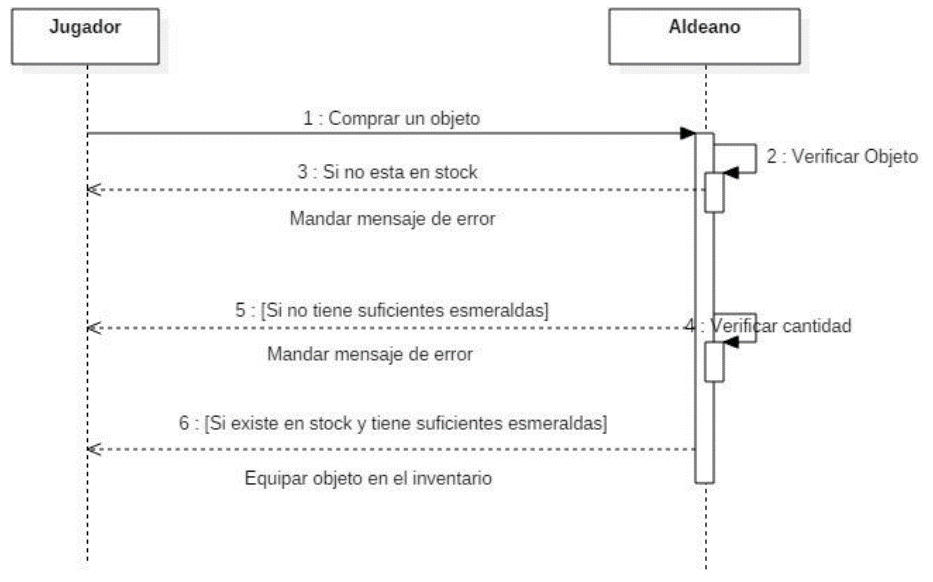 Jugador
Aldeano
1 : Comprar un objeto
2 : Verificar Objeto
3 : Si no esta en stock
Mandar mensaje de error
5 : [Si no tiene suficientes esmeraldas]
4 : Verificar cantidad
Mandar mensaje de error
6 : [Si existe en stock y tiene suficientes esmeraldas]
Equipar objeto en el inventario